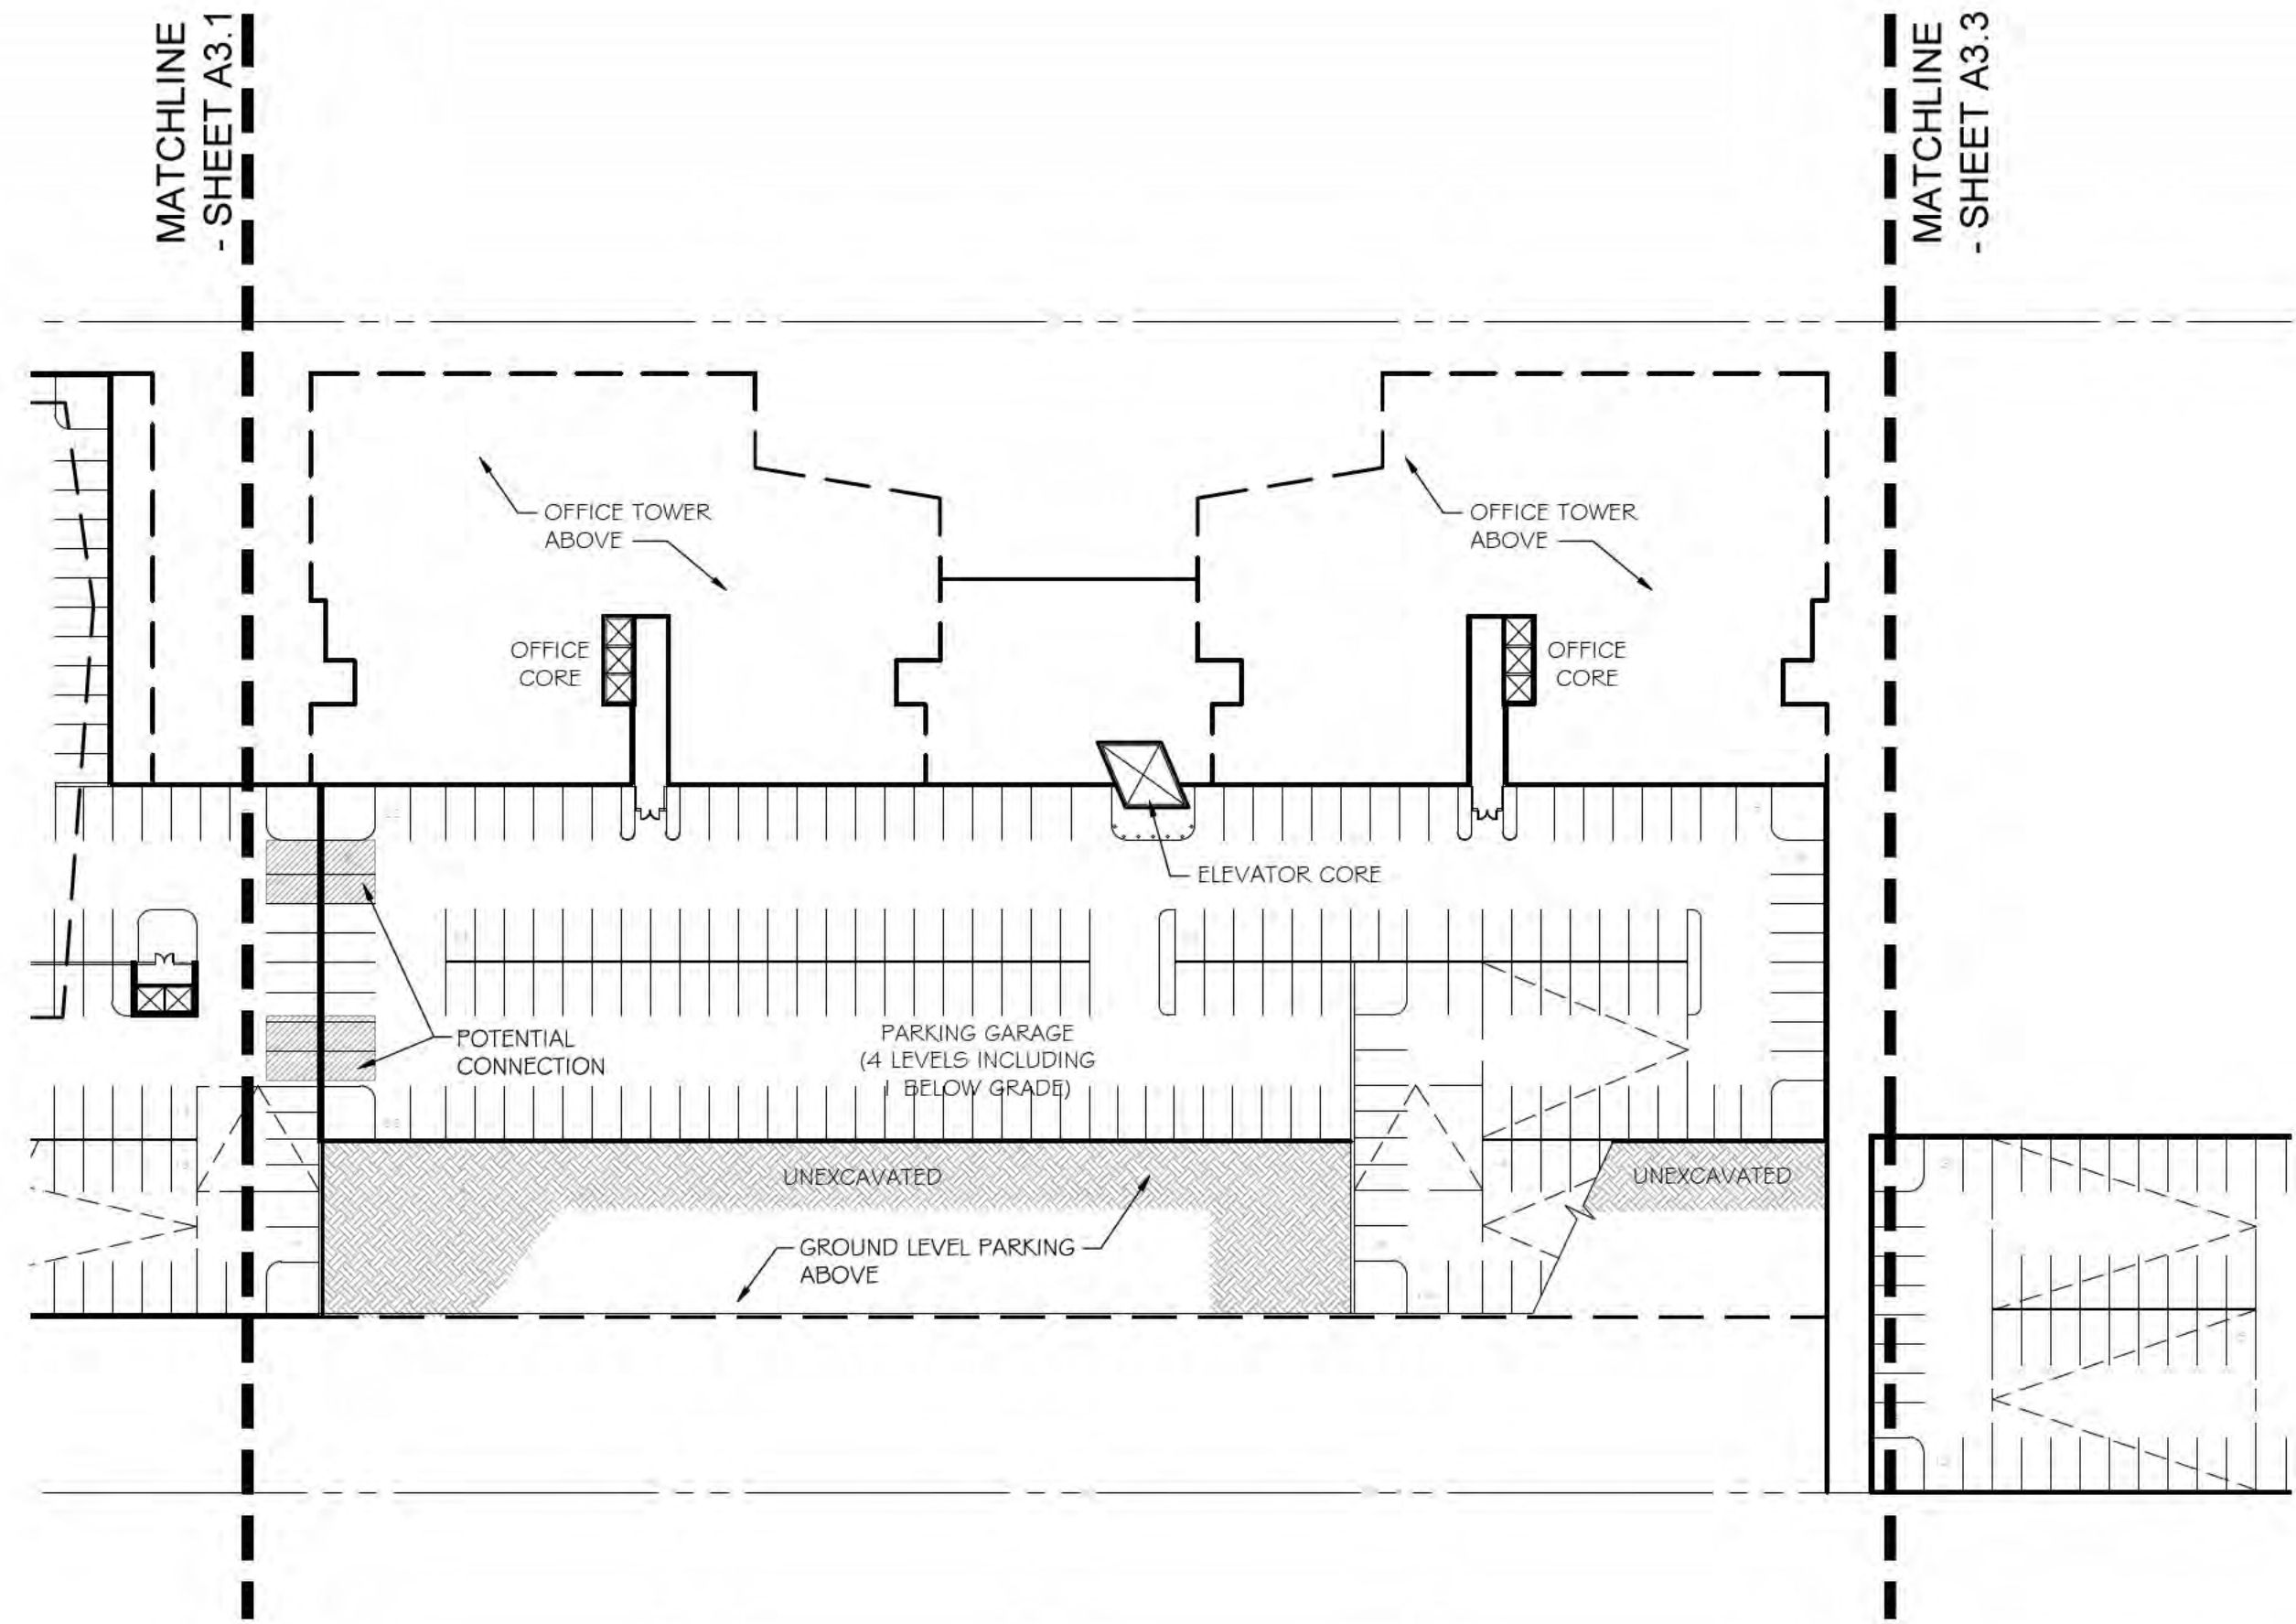 MATCHLINE
- SHEET A3.1
MATCHLINE
- SHEET A3.3
OFFICE TOWER
ABOVE
OFFICE TOWER
ABOVE
OFFICE
CORE
OFFICE
CORE
ELEVATOR CORE
POTENTIAL
CONNECTION
PARKING GARAGE
(4 LEVELS INCLUDING
1 BELOW GRADE)
UNEXCAVATED
UNEXCAVATED
GROUND LEVEL PARKING
ABOVE